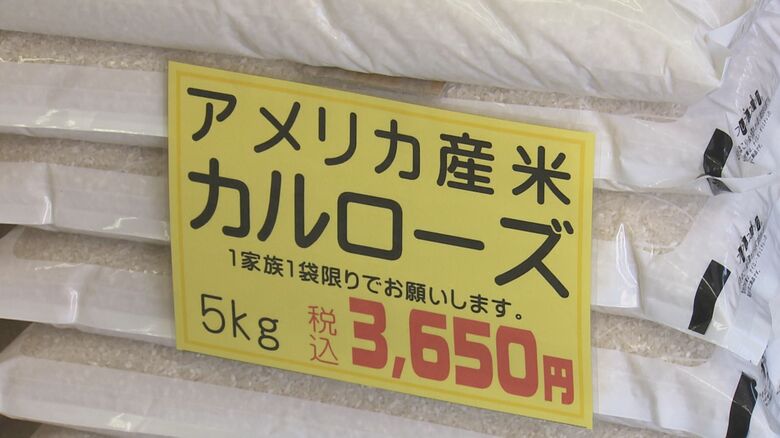 アメリカ産米
カルローズ
1家族1袋限りでお願いします。
5kg 税込 3,650円